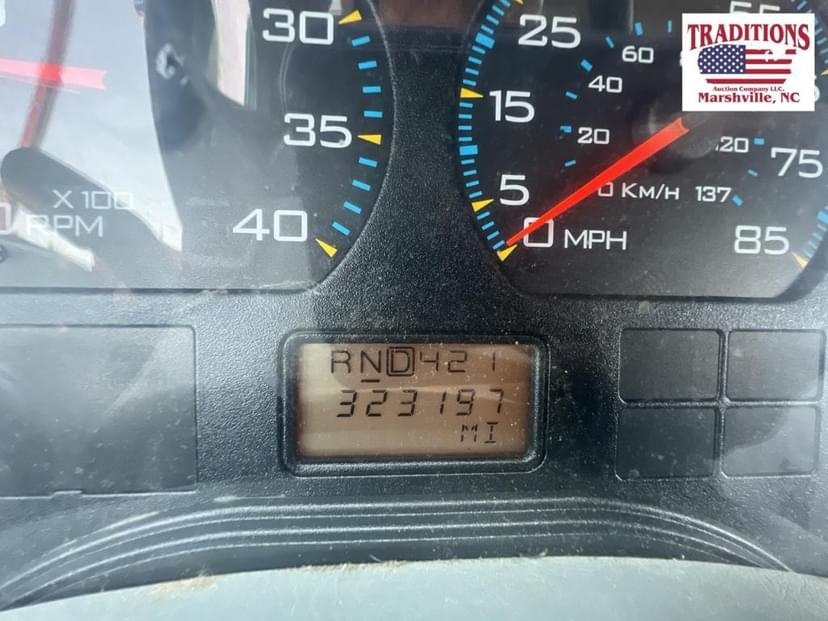 30
35
40
X 100
RPM
25
15
5
0 MPH
60
40
20
0 KM/H 137
75
85
TRADITIONS
Auction Company LLC.
Marshville, NC
RND421
323197
MI